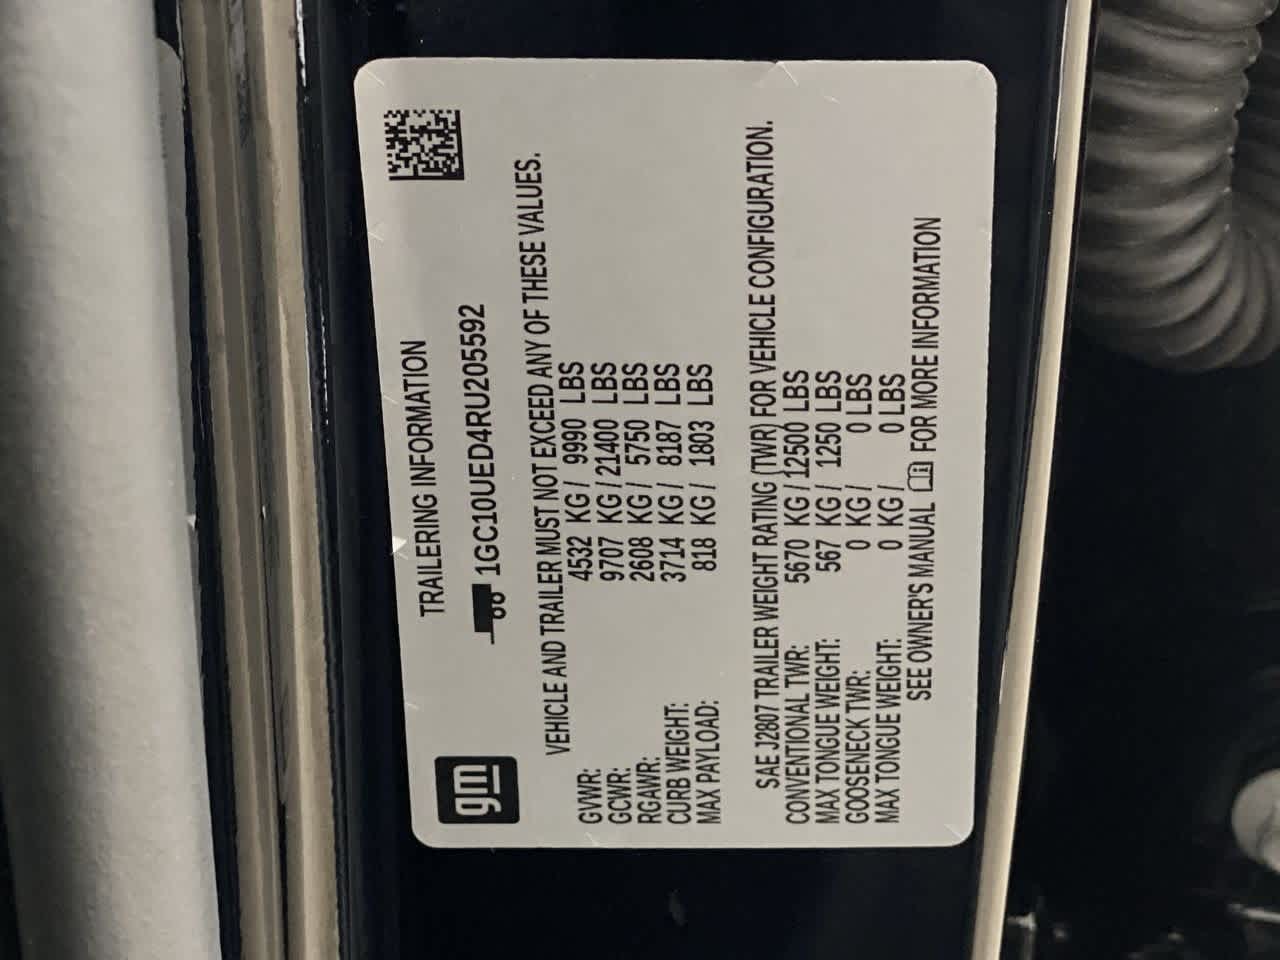 gm
TRAILERING INFORMATION
1GC10UED4RU205592
VEHICLE AND TRAILER MUST NOT EXCEED ANY OF THESE VALUES.
GVWR: 4532 KG / 9990 LBS
GCWR: 9707 KG / 21400 LBS
RGAWR: 2608 KG / 5750 LBS
CURB WEIGHT: 3714 KG / 8187 LBS
MAX PAYLOAD: 818 KG / 1803 LBS
SAE J2807 TRAILER WEIGHT RATING (TWR) FOR VEHICLE CONFIGURATION.
CONVENTIONAL TWR: 5670 KG / 12500 LBS
MAX TONGUE WEIGHT: 567 KG / 1250 LBS
GOOSENECK TWR: 0 KG / 0 LBS
MAX TONGUE WEIGHT: 0 KG / 0 LBS
SEE OWNER'S MANUAL FOR MORE INFORMATION